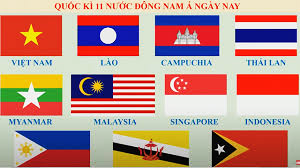 QUỐC KÌ 11 NƯỚC ĐÔNG NAM Á NGÀY NAY
VIỆT NAM LÀO CAMPUCHIA THÁI LAN
MYANMAR MALAYSIA SINGAPORE INDONESIA